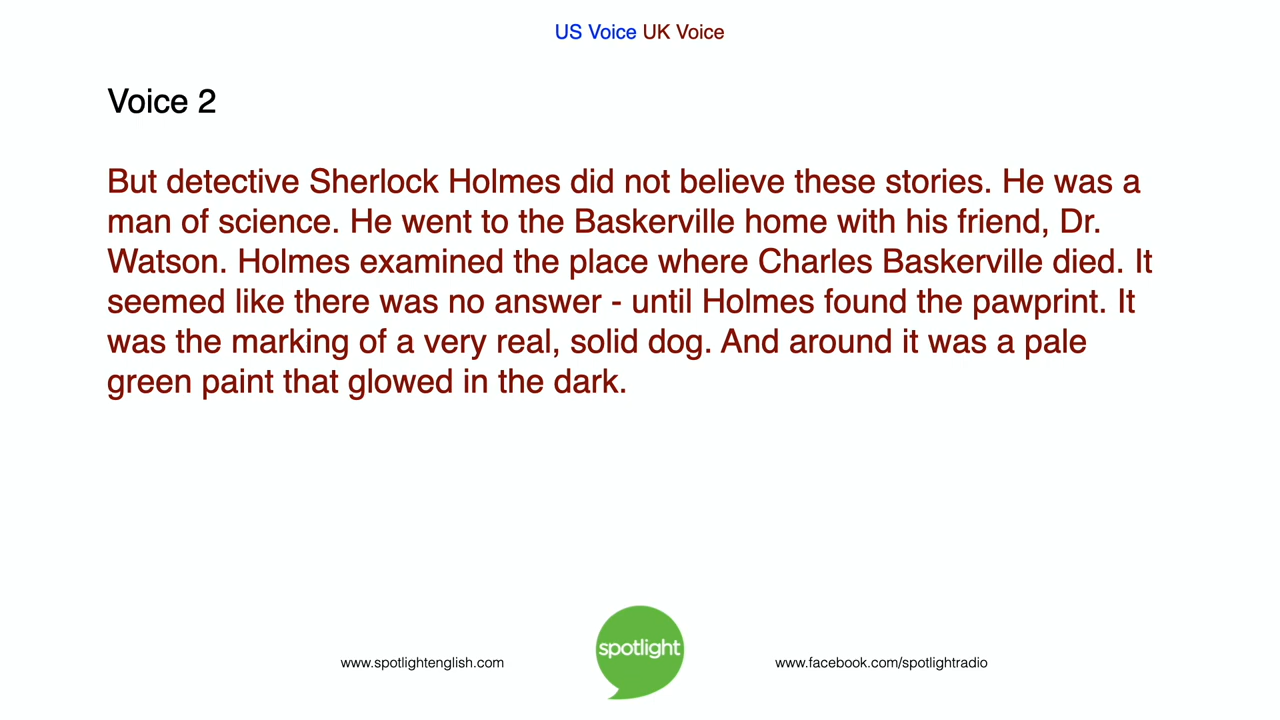 US Voice UK Voice
Voice 2
But detective Sherlock Holmes did not believe these stories. He was a
man of science. He went to the Baskerville home with his friend, Dr.
Watson. Holmes examined the place where Charles Baskerville died. It
seemed like there was no answer - until Holmes found the pawprint. It
was the marking of a very real, solid dog. And around it was a pale
green paint that glowed in the dark.
www.spotlightenglish.com
spotlight
www.facebook.com/spotlightradio